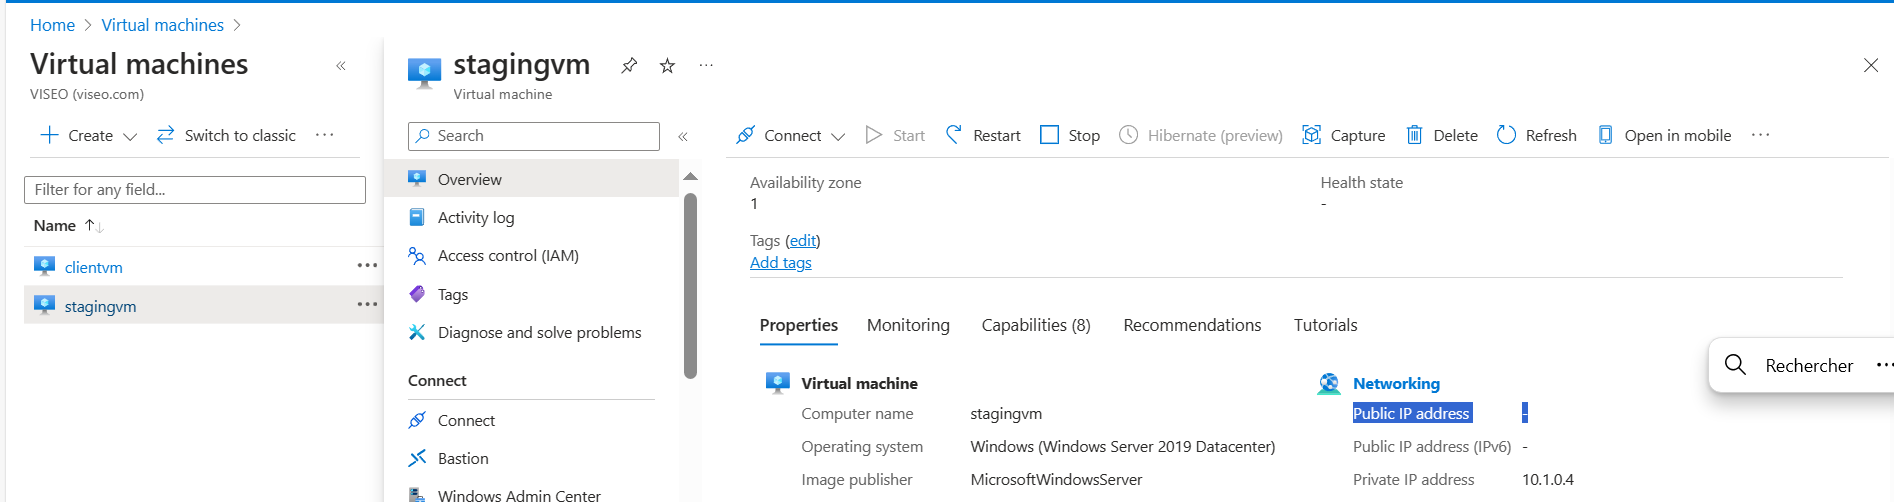 Home > Virtual machines >
Virtual machines «
VISEO (viseo.com)
+ Create Switch to classic ...
Filter for any field...
Name ↑↓
clientvm ...
stagingvm ...
stagingvm ...
Virtual machine
Search «
Overview
Activity log
Access control (IAM)
Tags
Diagnose and solve problems
Connect
Connect
Bastion
Windows Admin Center
Connect Start Restart Stop Hibernate (preview) Capture Delete Refresh Open in mobile ...
Availability zone
1
Health state
-
Tags (edit)
Add tags
Properties Monitoring Capabilities (8) Recommendations Tutorials
Virtual machine
Computer name stagingvm
Operating system Windows (Windows Server 2019 Datacenter)
Image publisher MicrosoftWindowsServer
Networking
Public IP address -
Public IP address (IPv6) -
Private IP address 10.1.0.4
Rechercher ...